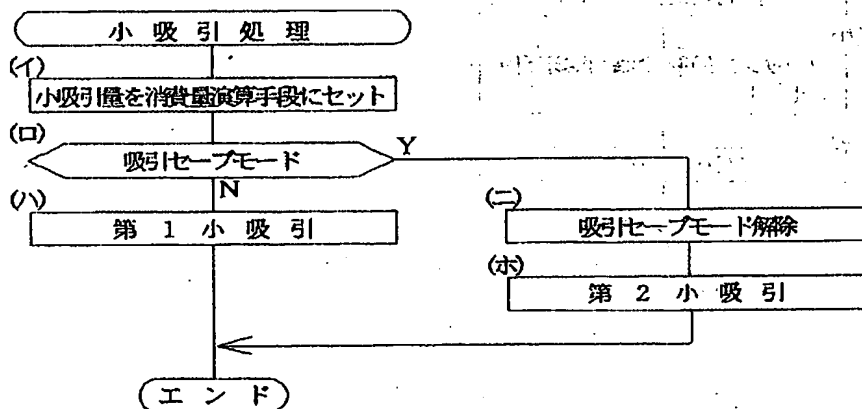 小吸引処理
(イ)
小吸引量を消費量演算手段にセット
(ロ)
吸引セーブモード
Y
N
(ハ)
第1小吸引
(ニ)
吸引セーブモード解除
(ホ)
第2小吸引
エンド